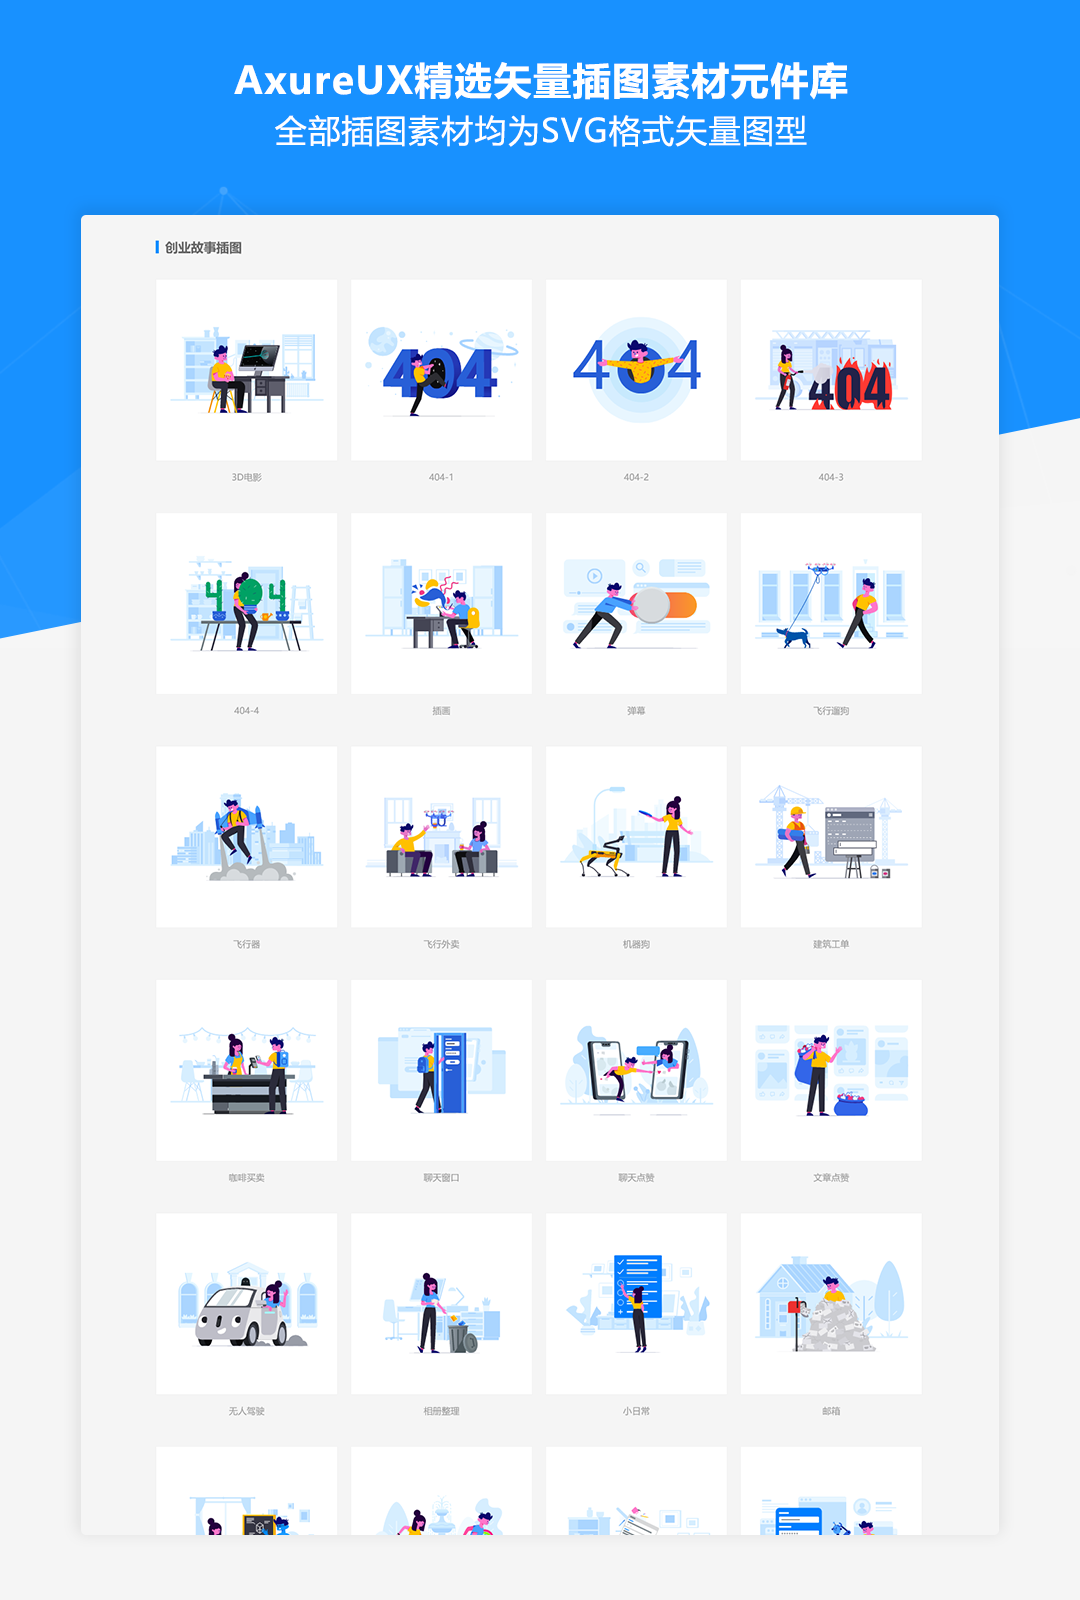 AxureUX精选矢量插图素材元件库
全部插图素材均为SVG格式矢量图型
创业故事插图
3D电影
404-1
404-2
404-3
404-4
插画
弹幕
飞行遛狗
飞行器
飞行外卖
机器狗
建筑工单
咖啡买卖
聊天窗口
聊天点赞
文章点赞
无人驾驶
相册整理
小日常
邮箱